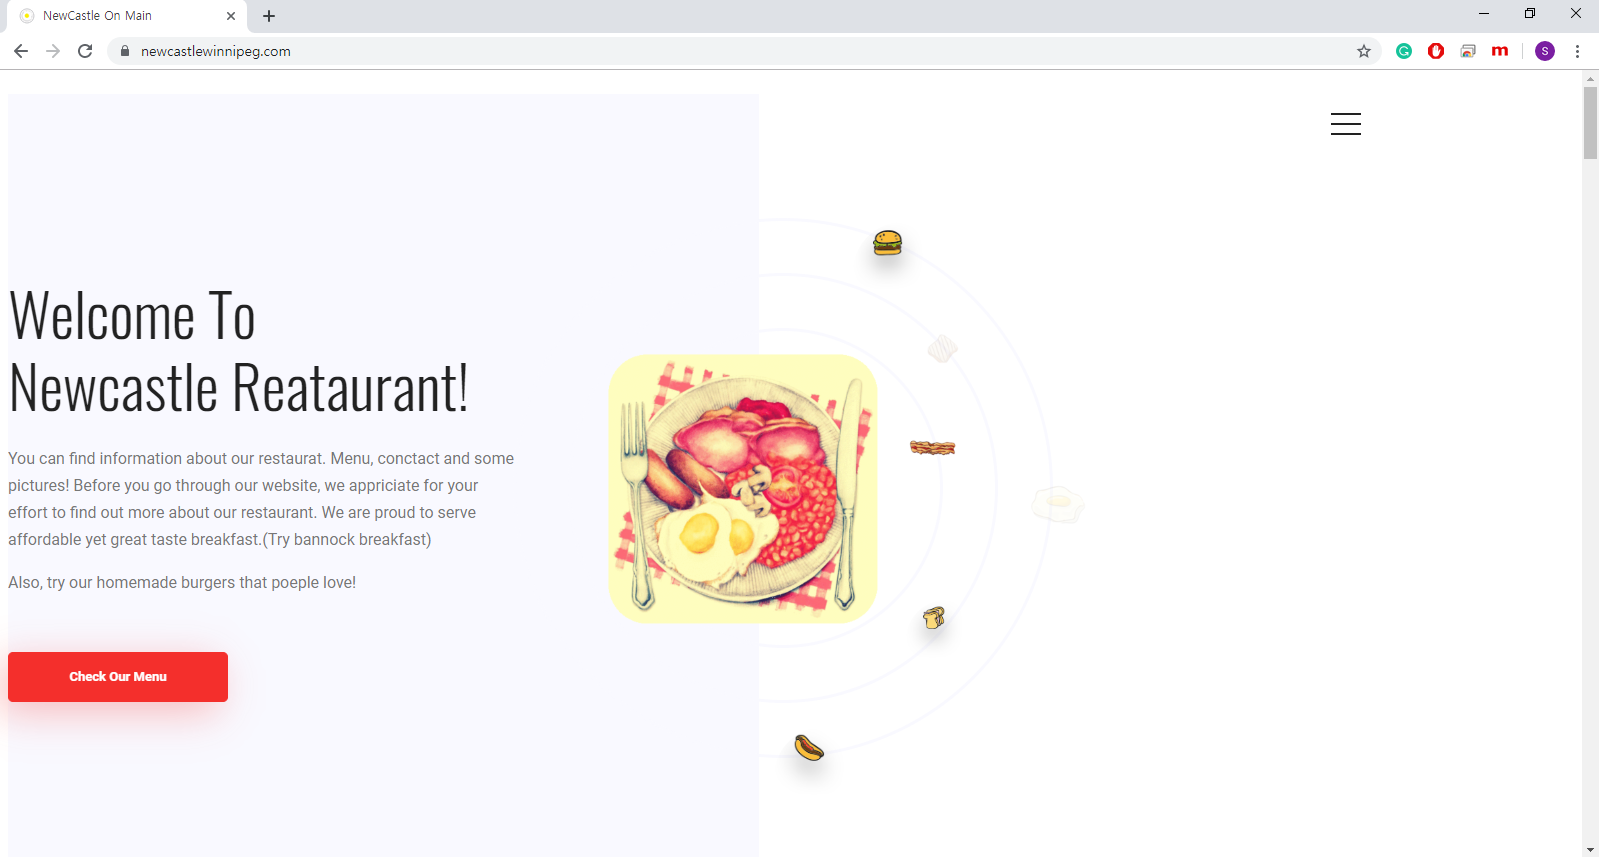 NewCastle On Main
newcastlewinnipeg.com
S
Welcome To
Newcastle Reataurant!
You can find information about our restaurat. Menu, conctact and some
pictures! Before you go through our website, we appriciate for your
effort to find out more about our restaurant. We are proud to serve
affordable yet great taste breakfast.(Try bannock breakfast)
Also, try our homemade burgers that poeple love!
Check Our Menu